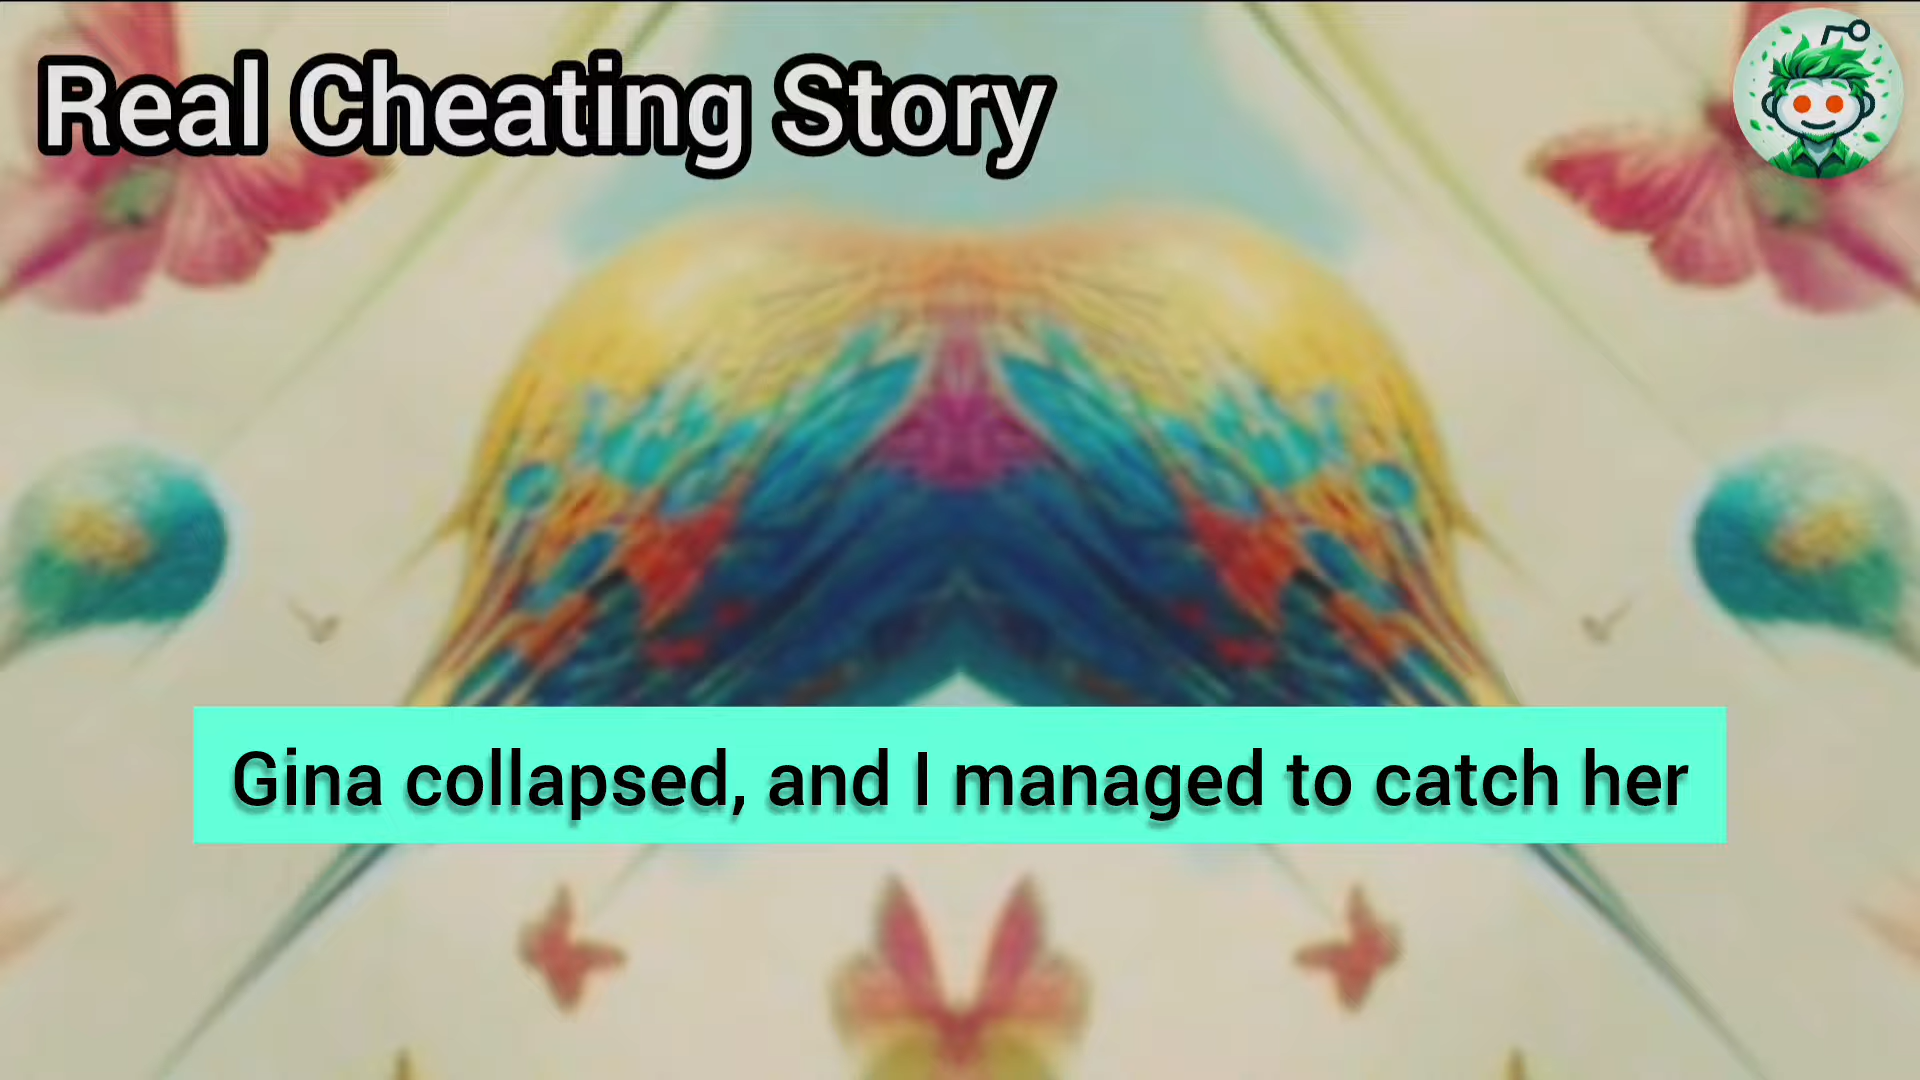 Real Cheating Story
Gina collapsed, and I managed to catch her